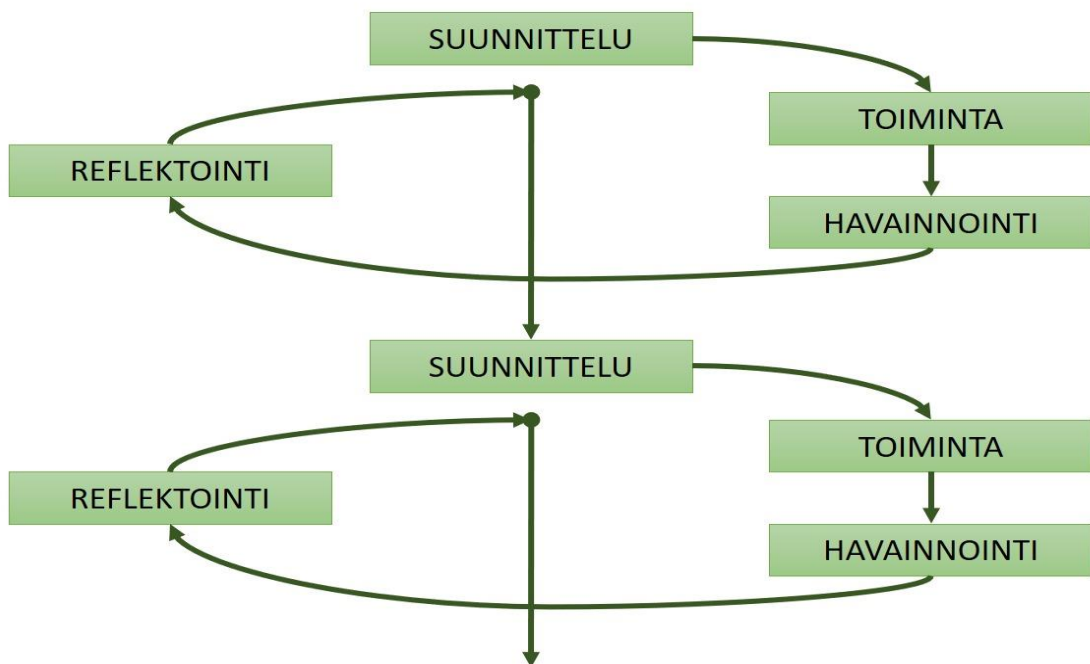 SUUNNITTELU
TOIMINTA
REFLEKTOINTI
HAVAINNOINTI
SUUNNITTELU
TOIMINTA
REFLEKTOINTI
HAVAINNOINTI